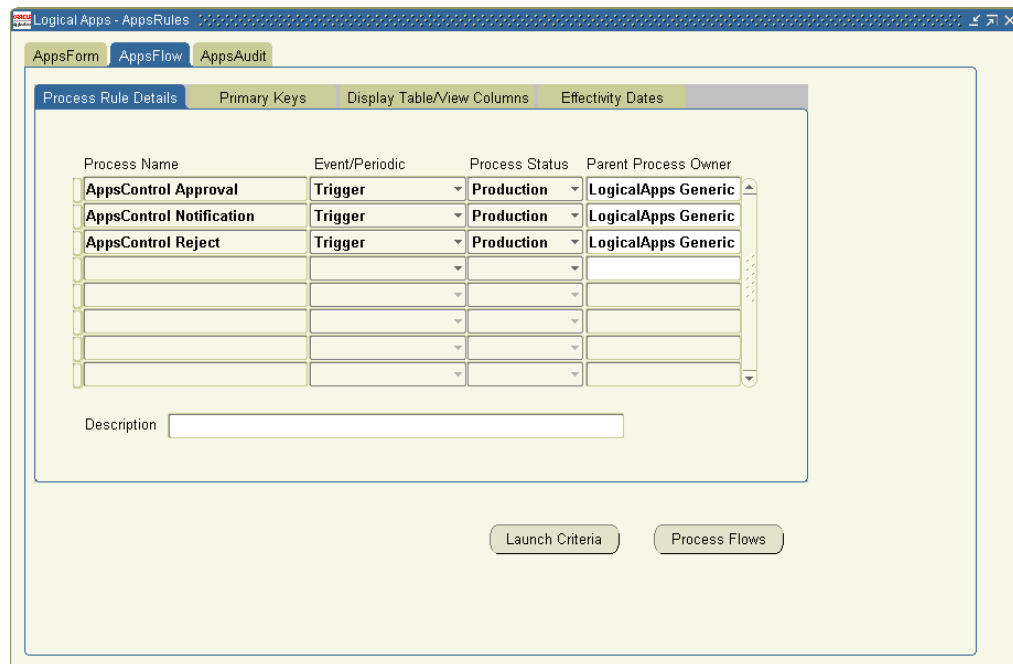 Logical Apps - AppsRules
AppsForm AppsFlow AppsAudit
Process Rule Details Primary Keys Display Table/View Columns Effectivity Dates
Process Name Event/Periodic Process Status Parent Process Owner
AppsControl Approval Trigger Production LogicalApps Generic
AppsControl Notification Trigger Production LogicalApps Generic
AppsControl Reject Trigger Production LogicalApps Generic
Description
Launch Criteria Process Flows